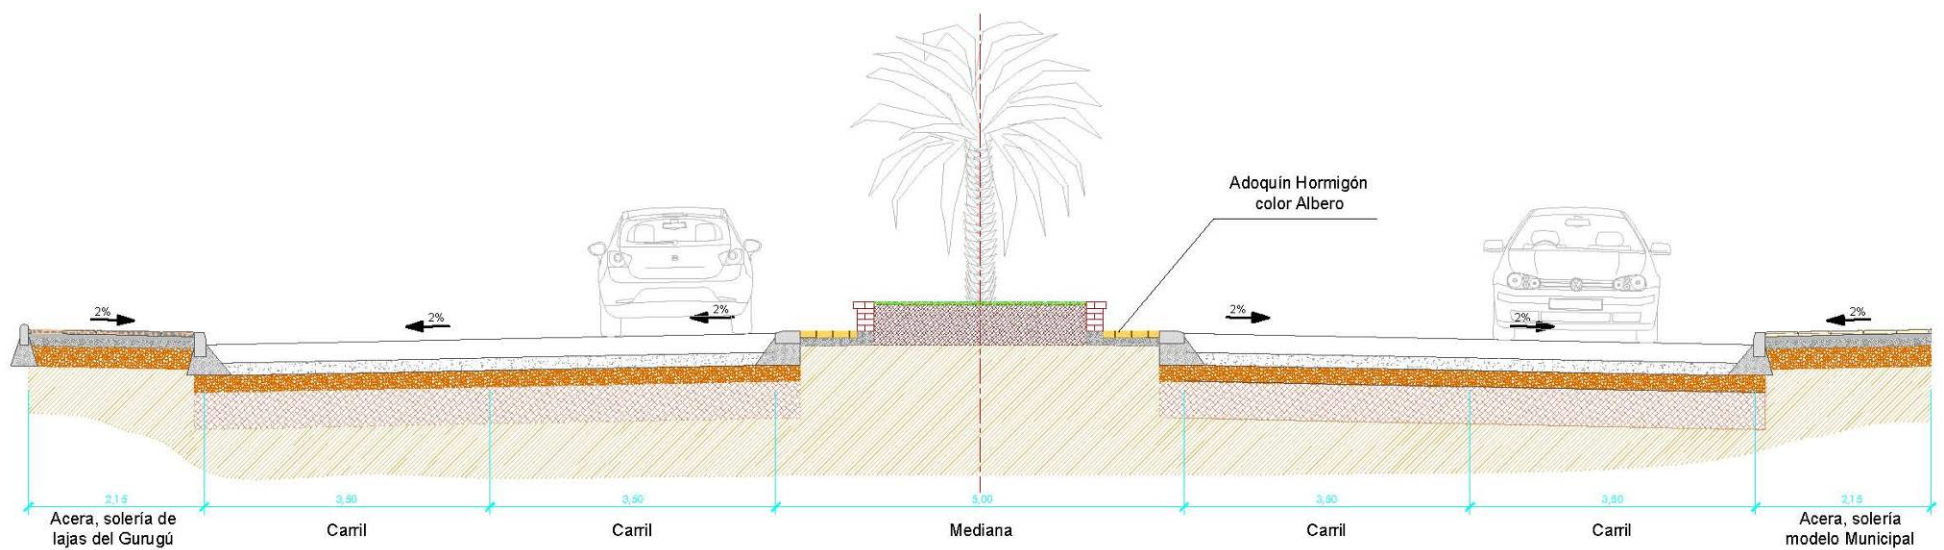 Adoquín Hormigón
color Albero
2%
2%
2%
2%
2%
2%
2,15
3,50
3,50
5,00
3,50
3,50
2,15
Acera, solería de
lajas del Gurugú
Carril
Carril
Mediana
Carril
Carril
Acera, solería
modelo Municipal